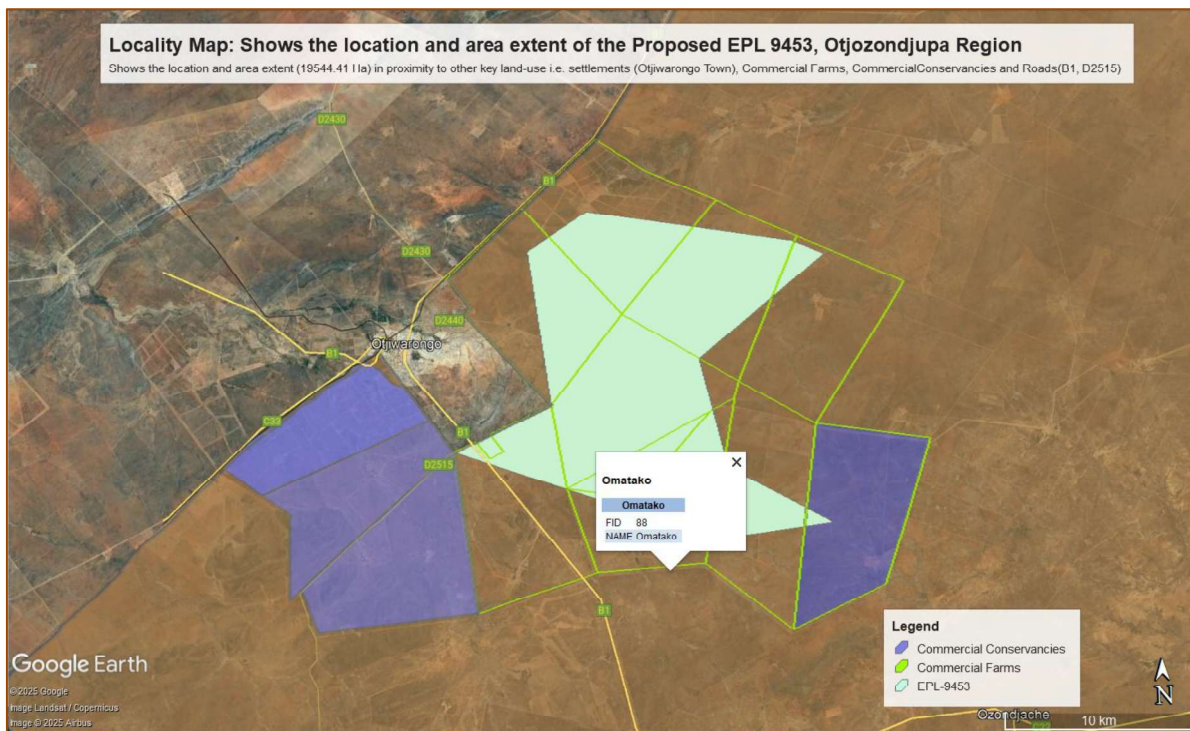 Locality Map: Shows the location and area extent of the Proposed EPL 9453, Otjozondjupa Region
Shows the location and area extent (19544.41 Ha) in proximity to other key land-use i.e. settlements (Otjiwarongo Town), Commercial Farms, CommercialConservancies and Roads(B1, D2515)
D2430
B1
D2430
D2440
Otjiwarongo
B1
C33
B1
D2515
Omatako
Omatako
FID 88
NAME Omatako
B1
Legend
Commercial Conservancies
Commercial Farms
EPL-9453
Google Earth
© 2025 Google
Image Landsat / Copernicus
Image © 2025 Airbus
N
Ozondjache
C22
10 km